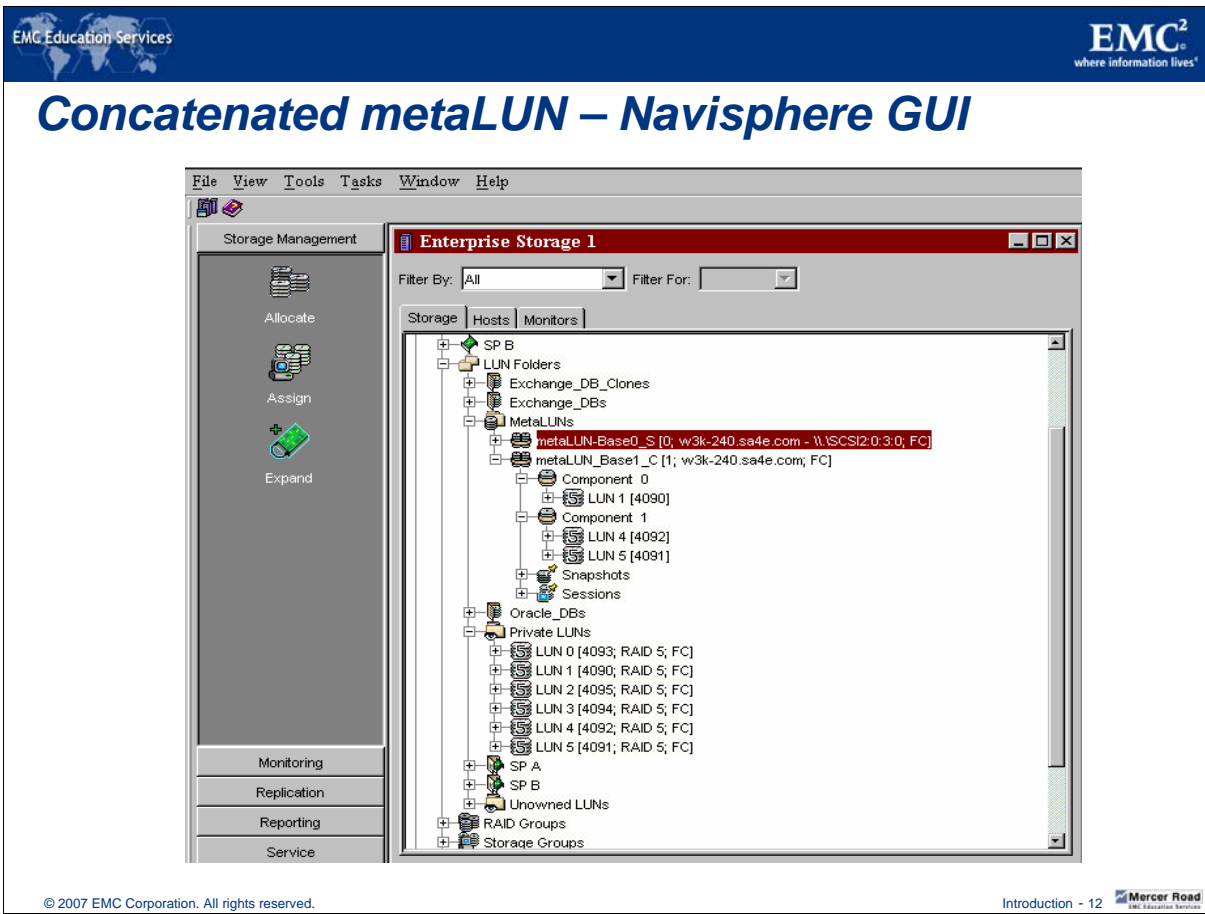 EMC Education Services
EMC²
where information lives®
Concatenated metaLUN – Navisphere GUI
File View Tools Tasks Window Help
Storage Management
Allocate
Assign
Expand
Monitoring
Replication
Reporting
Service
Enterprise Storage 1
Filter By: All Filter For:
Storage Hosts Monitors
SP B
LUN Folders
Exchange_DB_Clones
Exchange_DBs
MetaLUNs
metaLUN-Base0_S [0; w3k-240.sa4e.com - \\.\SCSI2:0:3:0; FC]
metaLUN_Base1_C [1; w3k-240.sa4e.com; FC]
Component 0
LUN 1 [4090]
Component 1
LUN 4 [4092]
LUN 5 [4091]
Snapshots
Sessions
Oracle_DBs
Private LUNs
LUN 0 [4093; RAID 5; FC]
LUN 1 [4090; RAID 5; FC]
LUN 2 [4095; RAID 5; FC]
LUN 3 [4094; RAID 5; FC]
LUN 4 [4092; RAID 5; FC]
LUN 5 [4091; RAID 5; FC]
SP A
SP B
Unowned LUNs
RAID Groups
Storage Groups
© 2007 EMC Corporation. All rights reserved.
Introduction - 12
Mercer Road
EMC Education Services